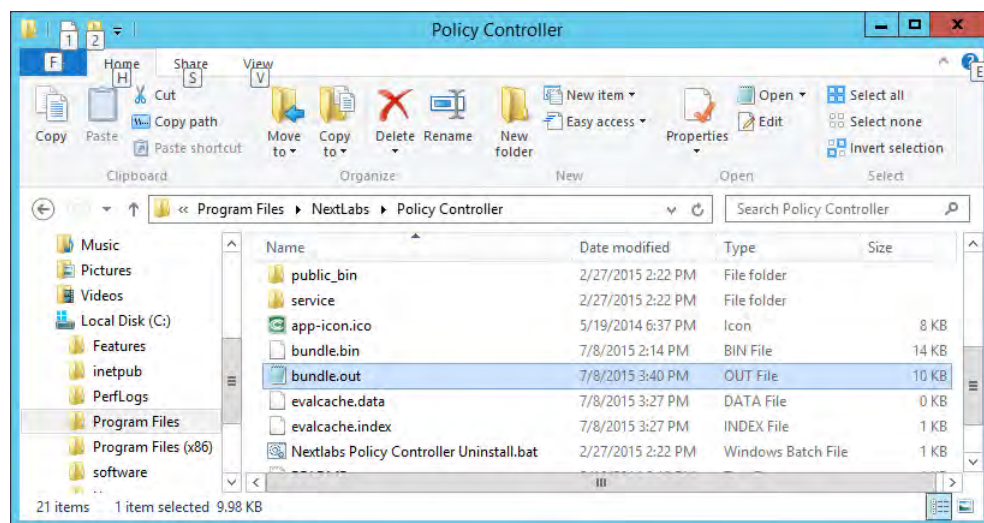 Policy Controller
1 2
F Home Share View E
H S V
Copy
Paste
Cut
Copy path
Paste shortcut
Clipboard
Move to
Copy to
Delete
Rename
Organize
New folder
New item
Easy access
New
Properties
Open
Edit
Open
Select all
Select none
Invert selection
Select
« Program Files NextLabs Policy Controller
Search Policy Controller
Music
Pictures
Videos
Local Disk (C:)
Features
inetpub
PerfLogs
Program Files
Program Files (x86)
software
Name Date modified Type Size
public_bin 2/27/2015 2:22 PM File folder
service 2/27/2015 2:22 PM File folder
app-icon.ico 5/19/2014 6:37 PM Icon 8 KB
bundle.bin 7/8/2015 2:14 PM BIN File 14 KB
bundle.out 7/8/2015 3:40 PM OUT File 10 KB
evalcache.data 7/8/2015 3:27 PM DATA File 0 KB
evalcache.index 7/8/2015 3:27 PM INDEX File 1 KB
Nextlabs Policy Controller Uninstall.bat 2/27/2015 2:22 PM Windows Batch File 1 KB
21 items 1 item selected 9.98 KB